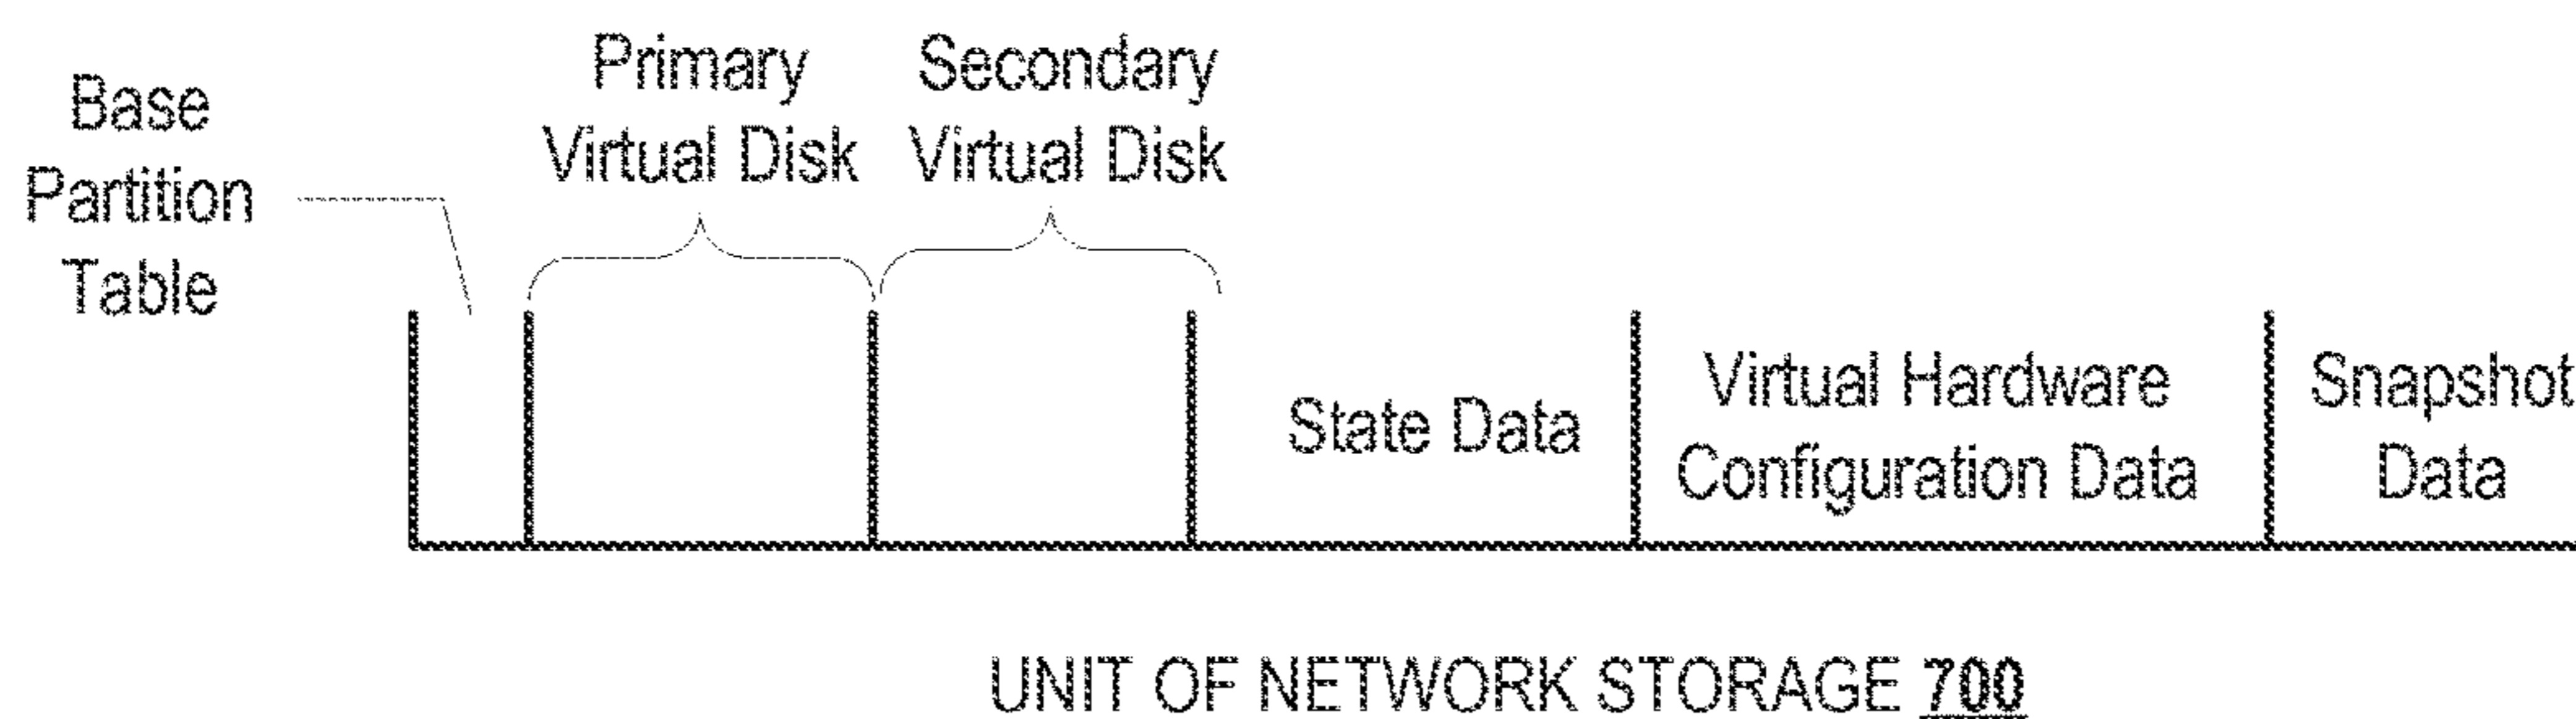 Base
Partition
Table
Primary
Virtual Disk
Secondary
Virtual Disk
State Data
Virtual Hardware
Configuration Data
Snapshot
Data
UNIT OF NETWORK STORAGE 700